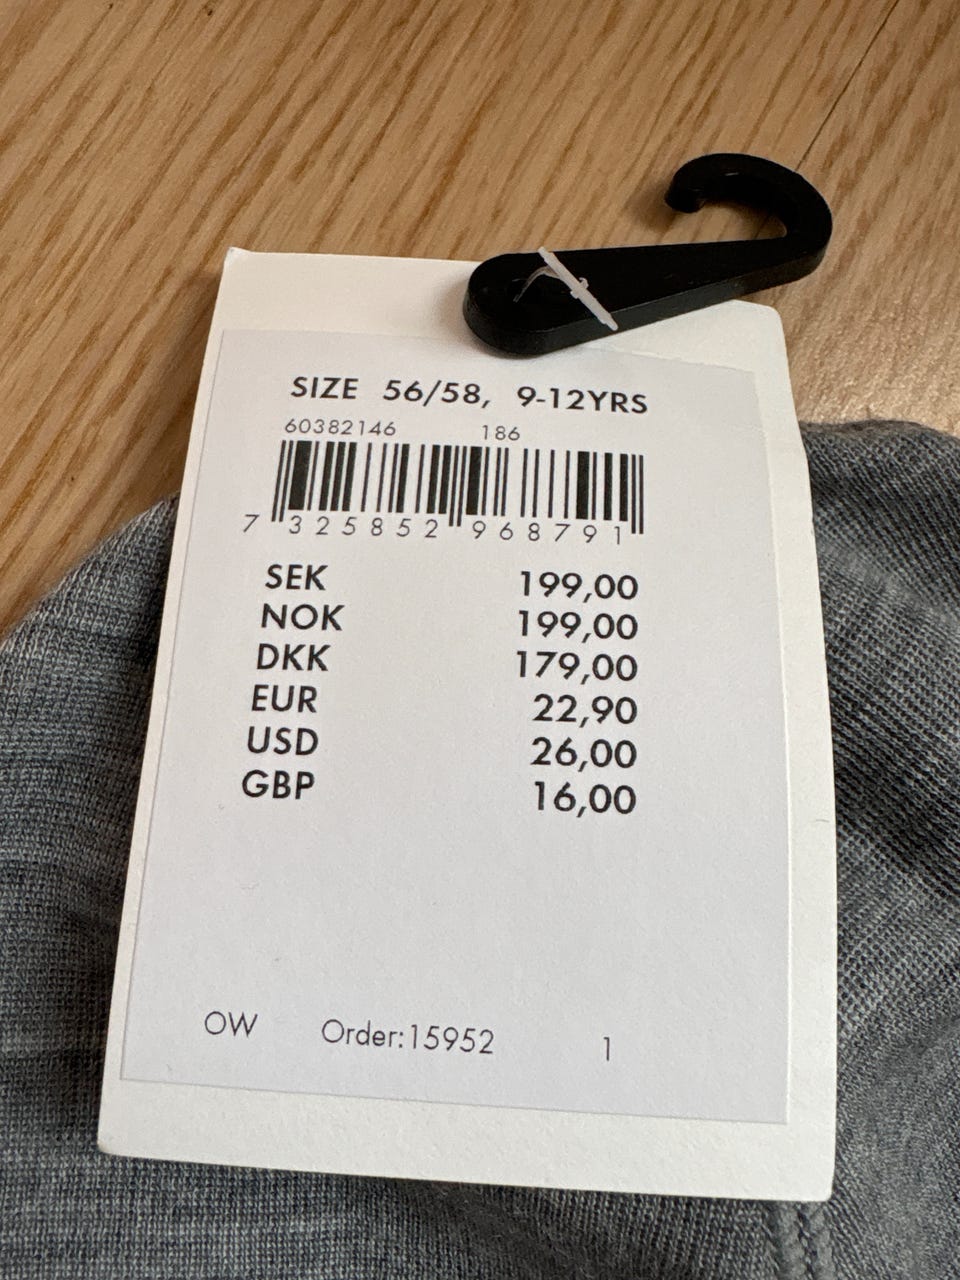 SIZE 56/58, 9-12YRS
60382146 186
7 325852 968791
SEK 199,00
NOK 199,00
DKK 179,00
EUR 22,90
USD 26,00
GBP 16,00
OW Order:15952 1